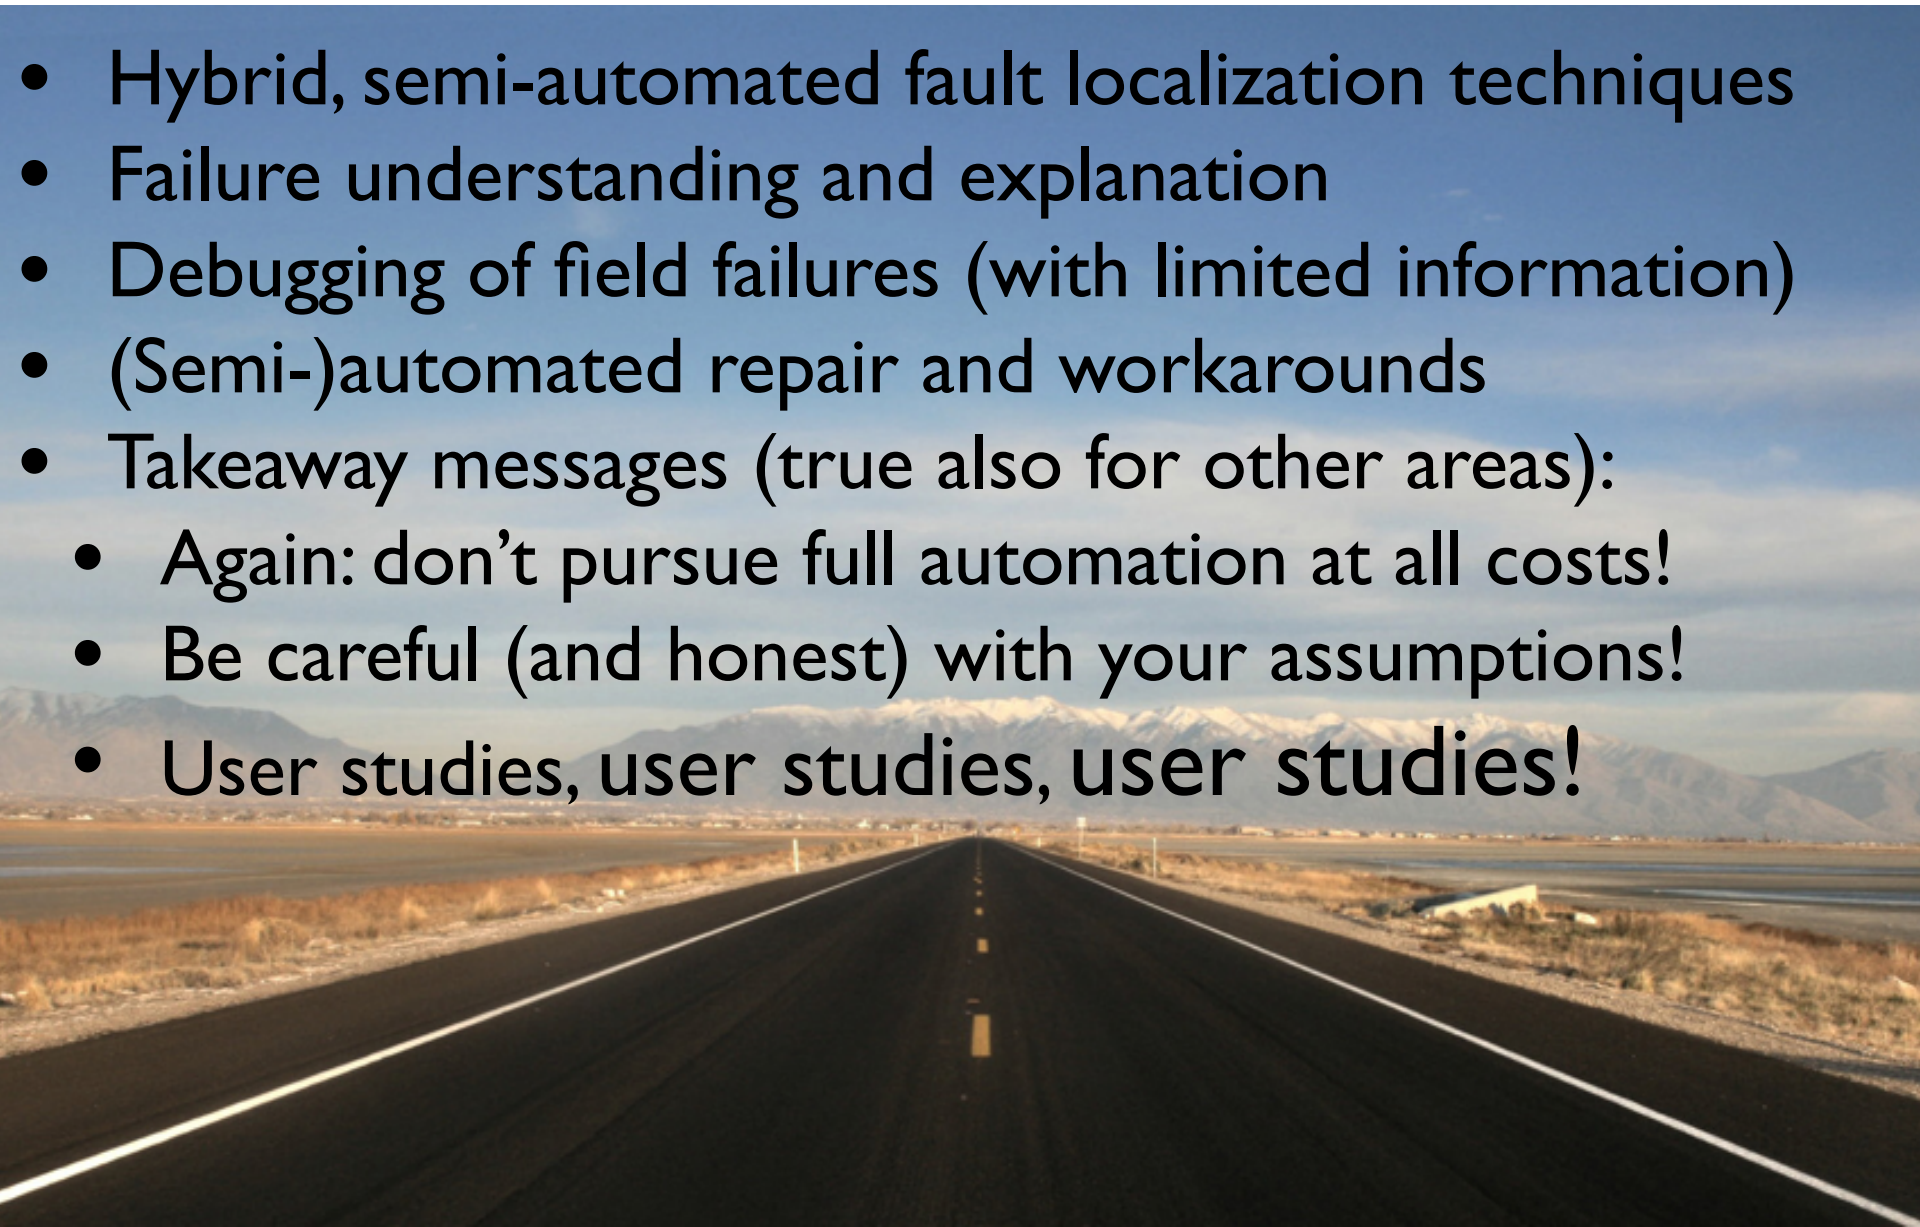 • Hybrid, semi-automated fault localization techniques
• Failure understanding and explanation
• Debugging of field failures (with limited information)
• (Semi-)automated repair and workarounds
• Takeaway messages (true also for other areas):
• Again: don’t pursue full automation at all costs!
• Be careful (and honest) with your assumptions!
• User studies, user studies, user studies!